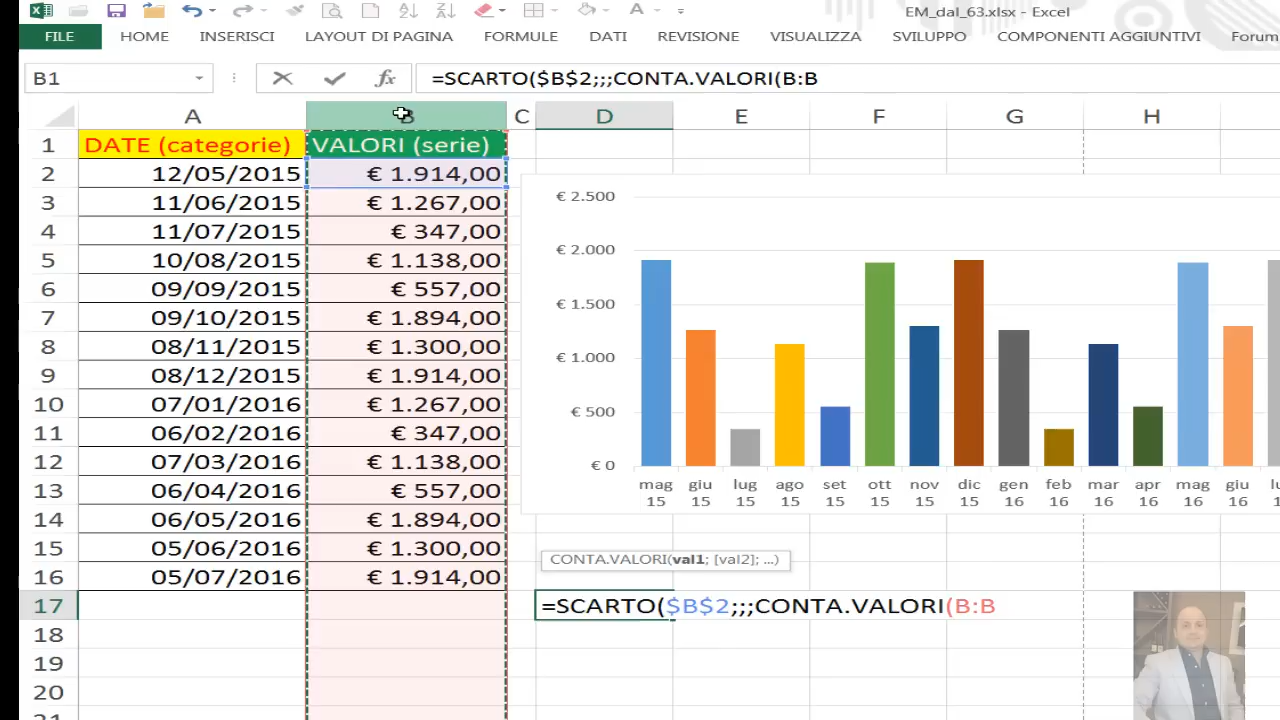 EM_dal_63.xlsx - Excel
FILE HOME INSERISCI LAYOUT DI PAGINA FORMULE DATI REVISIONE VISUALIZZA SVILUPPO COMPONENTI AGGIUNTIVI Forum
B1 fx =SCARTO($B$2;;;CONTA.VALORI(B:B
A B C D E F G H
1 DATE (categorie) VALORI (serie)
2 12/05/2015 € 1.914,00
3 11/06/2015 € 1.267,00
4 11/07/2015 € 347,00
5 10/08/2015 € 1.138,00
6 09/09/2015 € 557,00
7 09/10/2015 € 1.894,00
8 08/11/2015 € 1.300,00
9 08/12/2015 € 1.914,00
10 07/01/2016 € 1.267,00
11 06/02/2016 € 347,00
12 07/03/2016 € 1.138,00
13 06/04/2016 € 557,00
14 06/05/2016 € 1.894,00
15 05/06/2016 € 1.300,00
16 05/07/2016 € 1.914,00
17
18
19
20
21
€ 2.500
€ 2.000
€ 1.500
€ 1.000
€ 500
€ 0
mag giu lug ago set ott nov dic gen feb mar apr mag giu
15 15 15 15 15 15 15 15 16 16 16 16 16 16
CONTA.VALORI(val1; [val2]; ...)
=SCARTO($B$2;;;CONTA.VALORI(B:B